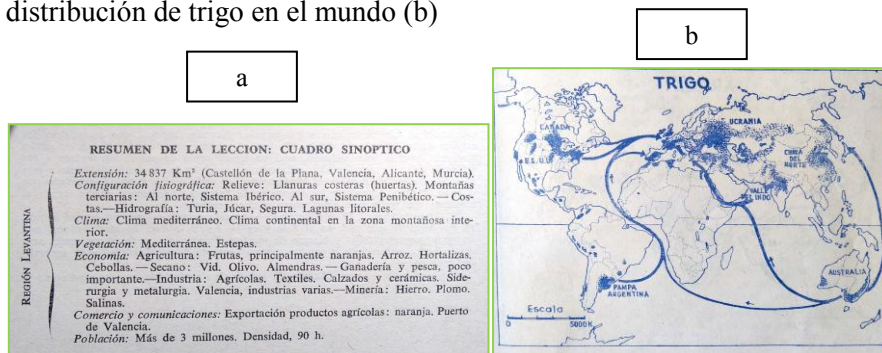 distribución de trigo en el mundo (b)
a
b
RESUMEN DE LA LECCION: CUADRO SINOPTICO
REGIÓN LEVANTINA
Extensión: 34 837 Km² (Castellón de la Plana, Valencia, Alicante, Murcia).
Configuración fisiográfica: Relieve: Llanuras costeras (huertas). Montañas
terciarias: Al norte, Sistema Ibérico. Al sur, Sistema Penibético. — Cos-
tas.—Hidrografía: Turia, Júcar, Segura. Lagunas litorales.
Clima: Clima mediterráneo. Clima continental en la zona montañosa inte-
rior.
Vegetación: Mediterránea. Estepas.
Economía: Agricultura: Frutas, principalmente naranjas. Arroz. Hortalizas.
Cebollas. — Secano: Vid. Olivo. Almendras. — Ganadería y pesca, poco
importante.—Industria: Agrícolas. Textiles. Calzados y cerámicas. Side-
rurgia y metalurgia. Valencia, industrias varias.—Minería: Hierro. Plomo.
Salinas.
Comercio y comunicaciones: Exportación productos agrícolas: naranja. Puerto
de Valencia.
Población: Más de 3 millones. Densidad, 90 h.
TRIGO
CANADA
E.E.U.U.
UCRANIA
CHINA
DEL
NORTE
VALLE
DEL INDO
PAMPA
ARGENTINA
AUSTRALIA
Escala
0 5000 K